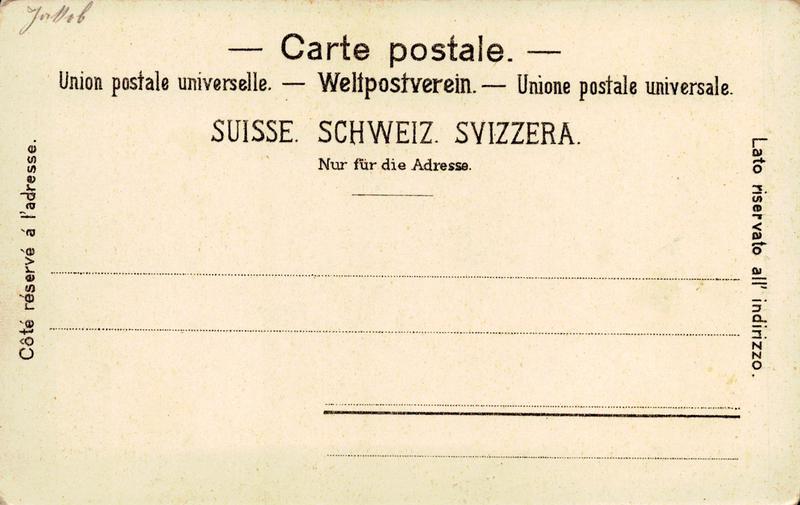 — Carte postale. —
Union postale universelle. — Weltpostverein. — Unione postale universale.
SUISSE. SCHWEIZ. SVIZZERA.
Nur für die Adresse.
Côté réservé á l'adresse.
Lato riservato all' indirizzo.